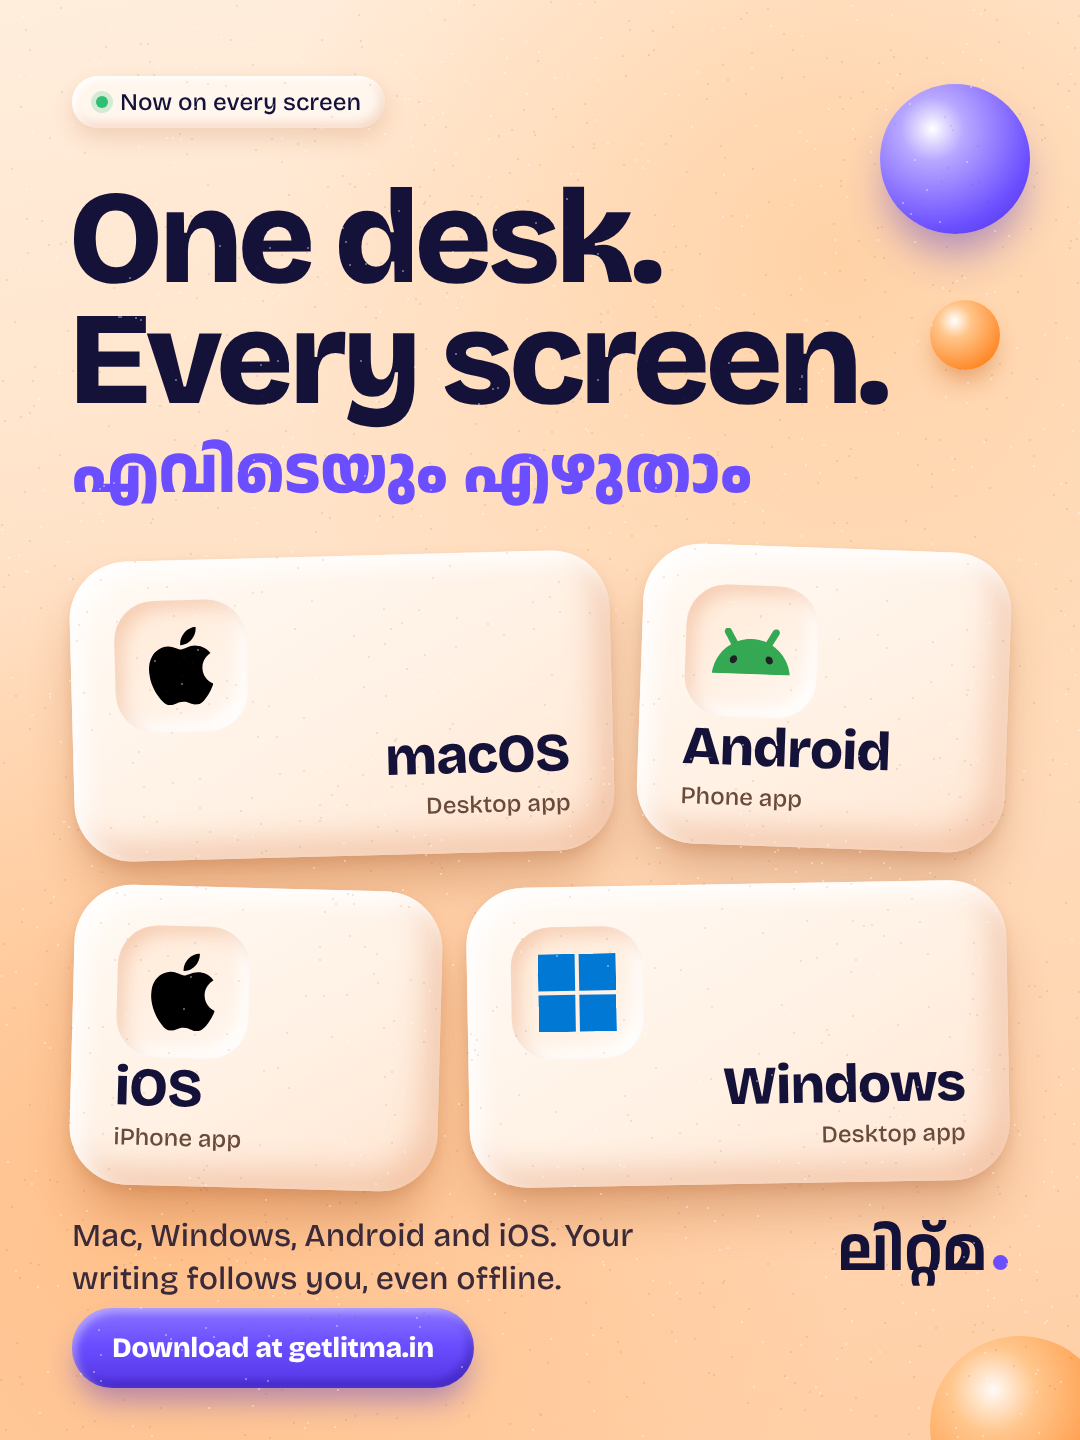 Now on every screen
One desk.
Every screen.
എവിടെയും എഴുതാം
macOS
Desktop app
Android
Phone app
iOS
iPhone app
Windows
Desktop app
Mac, Windows, Android and iOS. Your
writing follows you, even offline.
ലിറ്റ്മ.
Download at getlitma.in